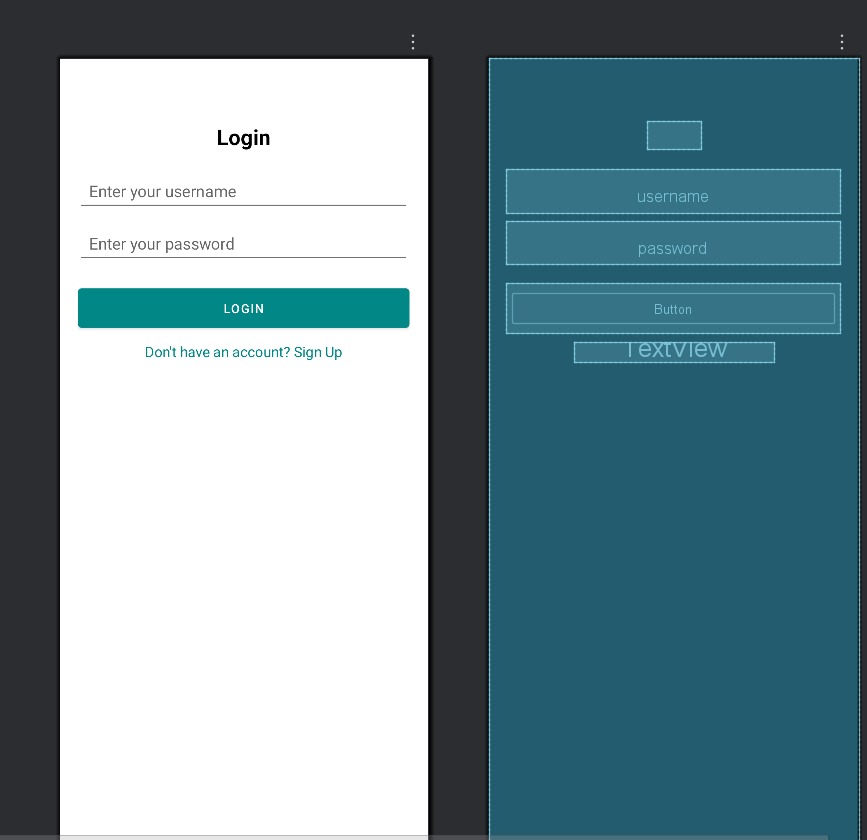 Login
Enter your username
Enter your password
LOGIN
Don't have an account? Sign Up
username
password
Button
TextView